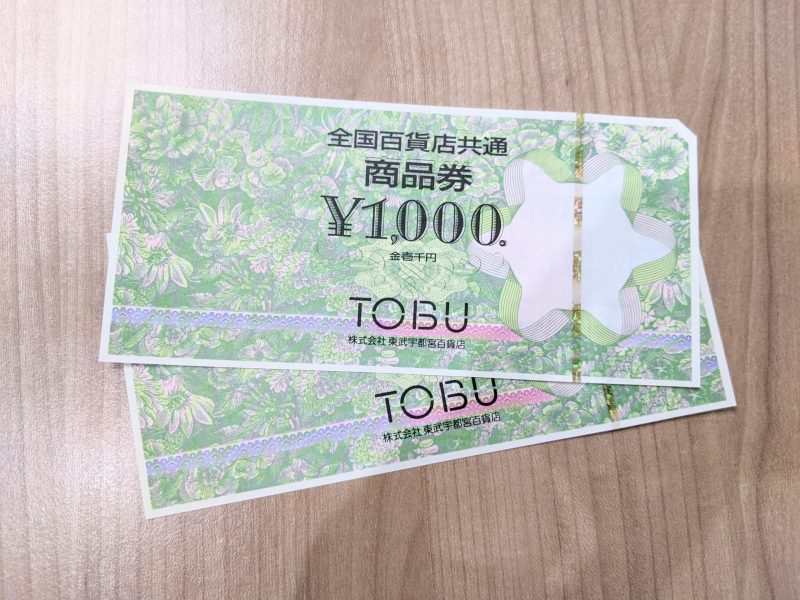 全国百貨店共通
商品券
¥1,000.
金壱千円
TOBU
株式会社 東武宇都宮百貨店
TOBU
株式会社 東武宇都宮百貨店